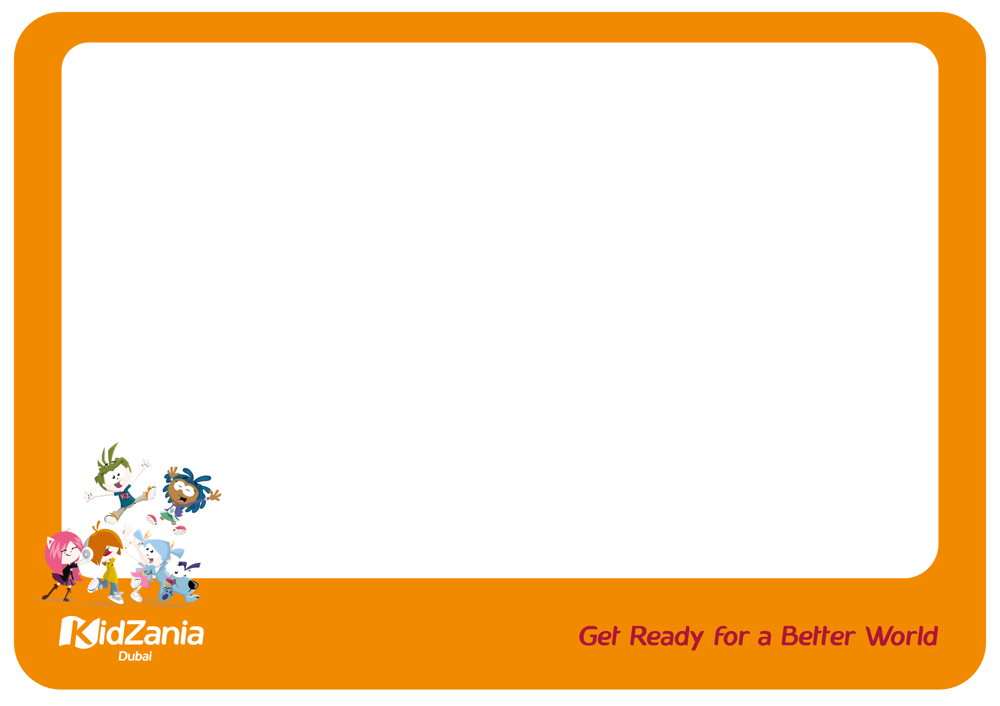 KZ
KidZania
Dubai
Get Ready for a Better World